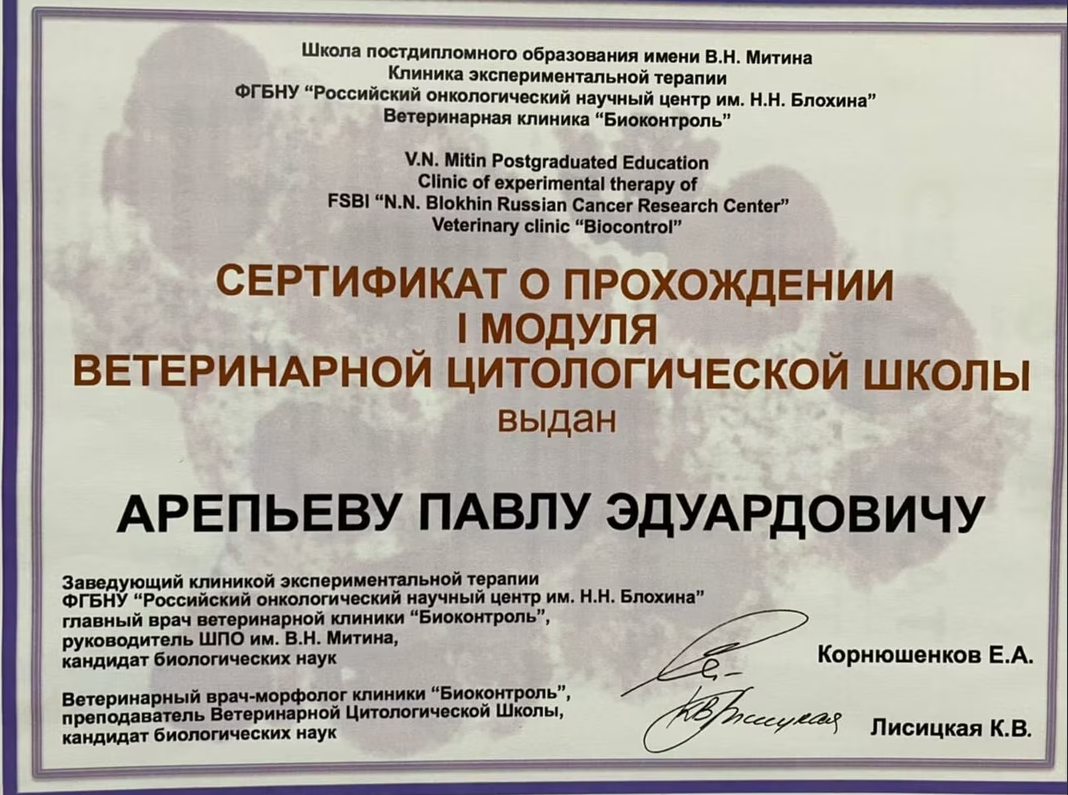 Школа постдипломного образования имени В.Н. Митина
Клиника экспериментальной терапии
ФГБНУ “Российский онкологический научный центр им. Н.Н. Блохина”
Ветеринарная клиника “Биоконтроль”
V.N. Mitin Postgraduated Education
Clinic of experimental therapy of
FSBI “N.N. Blokhin Russian Cancer Research Center”
Veterinary clinic “Biocontrol”
СЕРТИФИКАТ О ПРОХОЖДЕНИИ
I МОДУЛЯ
ВЕТЕРИНАРНОЙ ЦИТОЛОГИЧЕСКОЙ ШКОЛЫ
выдан
АРЕПЬЕВУ ПАВЛУ ЭДУАРДОВИЧУ
Заведующий клиникой экспериментальной терапии
ФГБНУ “Российский онкологический научный центр им. Н.Н. Блохина”
главный врач ветеринарной клиники “Биоконтроль”,
руководитель ШПО им. В.Н. Митина,
кандидат биологических наук
Корнюшенков Е.А.
Ветеринарный врач-морфолог клиники “Биоконтроль”,
преподаватель Ветеринарной Цитологической Школы,
кандидат биологических наук
Лисицкая К.В.